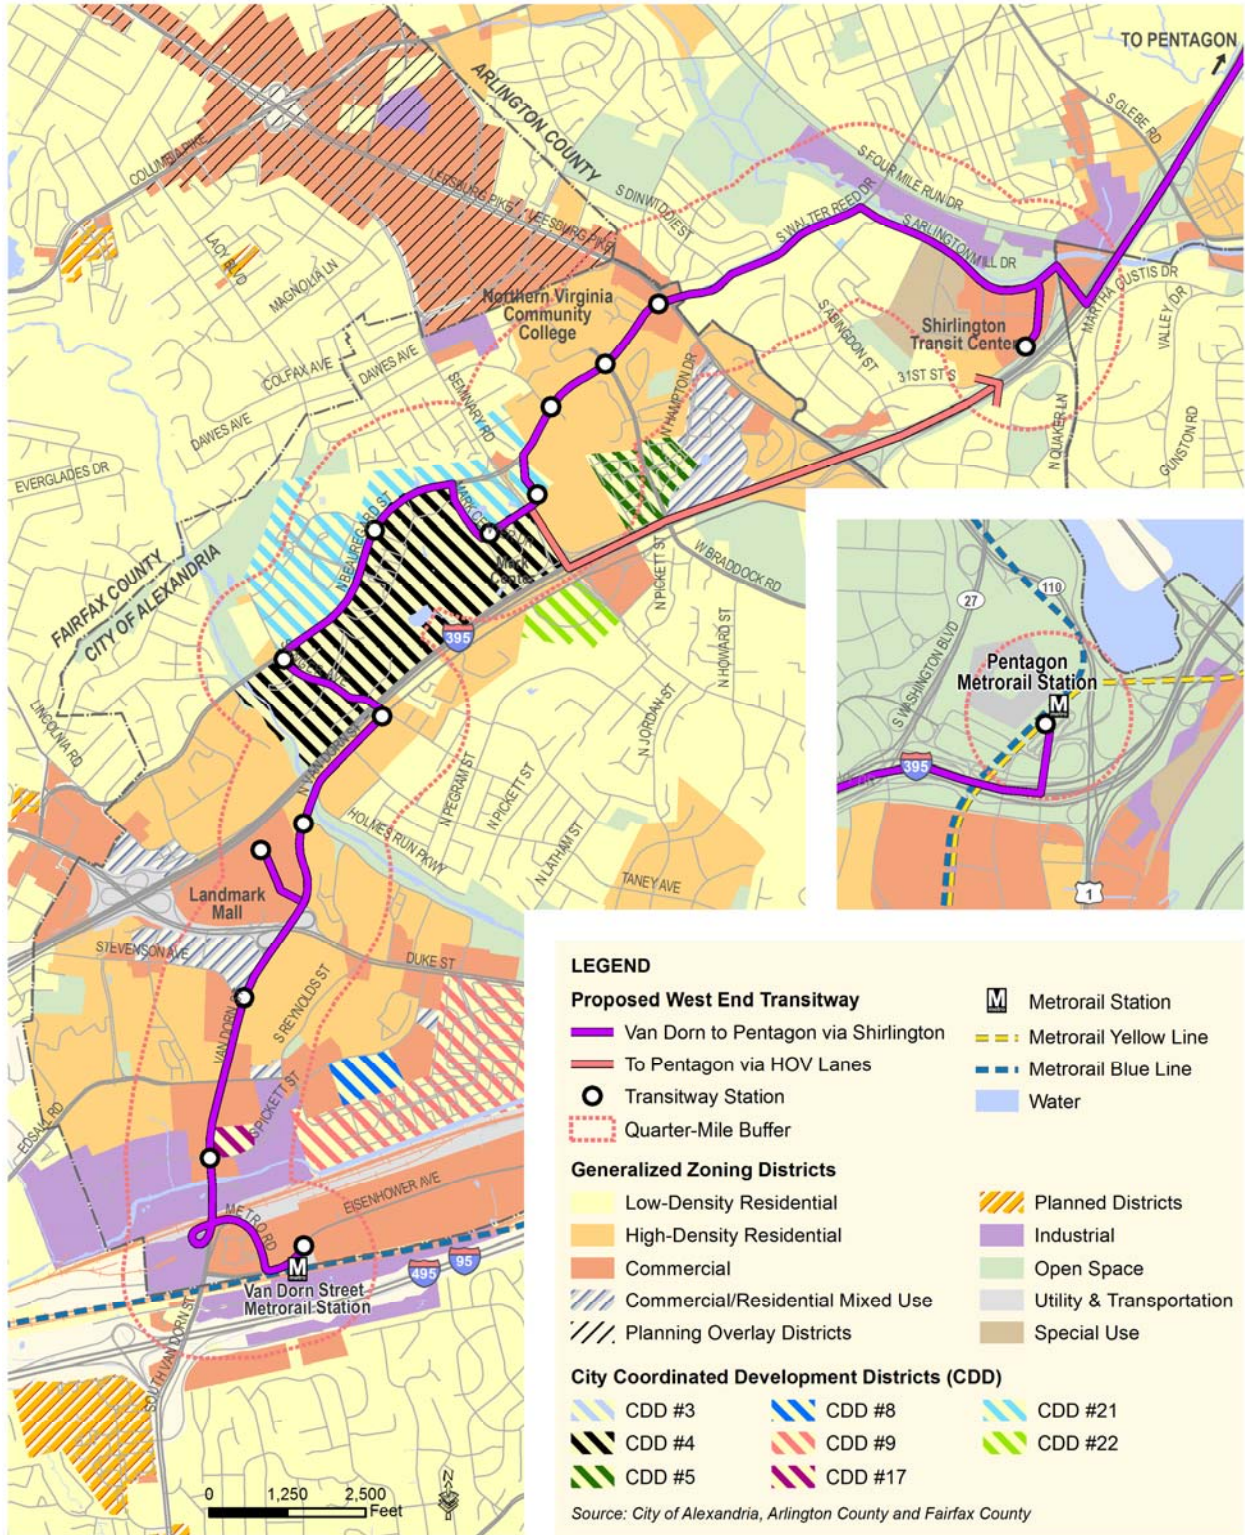 TO PENTAGON
ARLINGTON COUNTY
S GLEBE RD
COLUMBIA PIKE
LEESBURG PIKE
LEESBURG PIKE
S FOUR MILE RUN DR
S DINWIDDIE ST
S WALTER REED DR
S ARLINGTON MILL DR
LACY BLVD
MAGNOLIA LN
MARTHA CUSTIS DR
VALLEY DR
Northern Virginia
Community
College
S ABINGDON ST
Shirlington
Transit Center
31ST ST S
COLFAX AVE
DAWES AVE
SEMINARY RD
N HAMPTON DR
DAWES AVE
N QUAKER LN
GUNSTON RD
EVERGLADES DR
N BEAUREGARD ST
MARK CENTER DR
Mark
Center
W BRADDOCK RD
N PICKETT ST
FAIRFAX COUNTY
CITY OF ALEXANDRIA
395
N HOWARD ST
LINCOLNIA RD
N JORDAN ST
N VAN DORN ST
N PEGRAM ST
N PICKETT ST
HOLMES RUN PKWY
N LATHAM ST
TANEY AVE
Landmark
Mall
STEVENSON AVE
DUKE ST
S REYNOLDS ST
VAN DORN ST
S PICKETT ST
EDSALL RD
EISENHOWER AVE
METRO RD
M
495
95
Van Dorn Street
Metrorail Station
SOUTH VAN DORN ST
0 1,250 2,500
Feet
N
110
27
S WASHINGTON BLVD
Pentagon
Metrorail Station
M
395
1
LEGEND
Proposed West End Transitway
Van Dorn to Pentagon via Shirlington
To Pentagon via HOV Lanes
Transitway Station
Quarter-Mile Buffer
M Metrorail Station
Metrorail Yellow Line
Metrorail Blue Line
Water
Generalized Zoning Districts
Low-Density Residential
High-Density Residential
Commercial
Commercial/Residential Mixed Use
Planning Overlay Districts
Planned Districts
Industrial
Open Space
Utility & Transportation
Special Use
City Coordinated Development Districts (CDD)
CDD #3
CDD #4
CDD #5
CDD #8
CDD #9
CDD #17
CDD #21
CDD #22
Source: City of Alexandria, Arlington County and Fairfax County